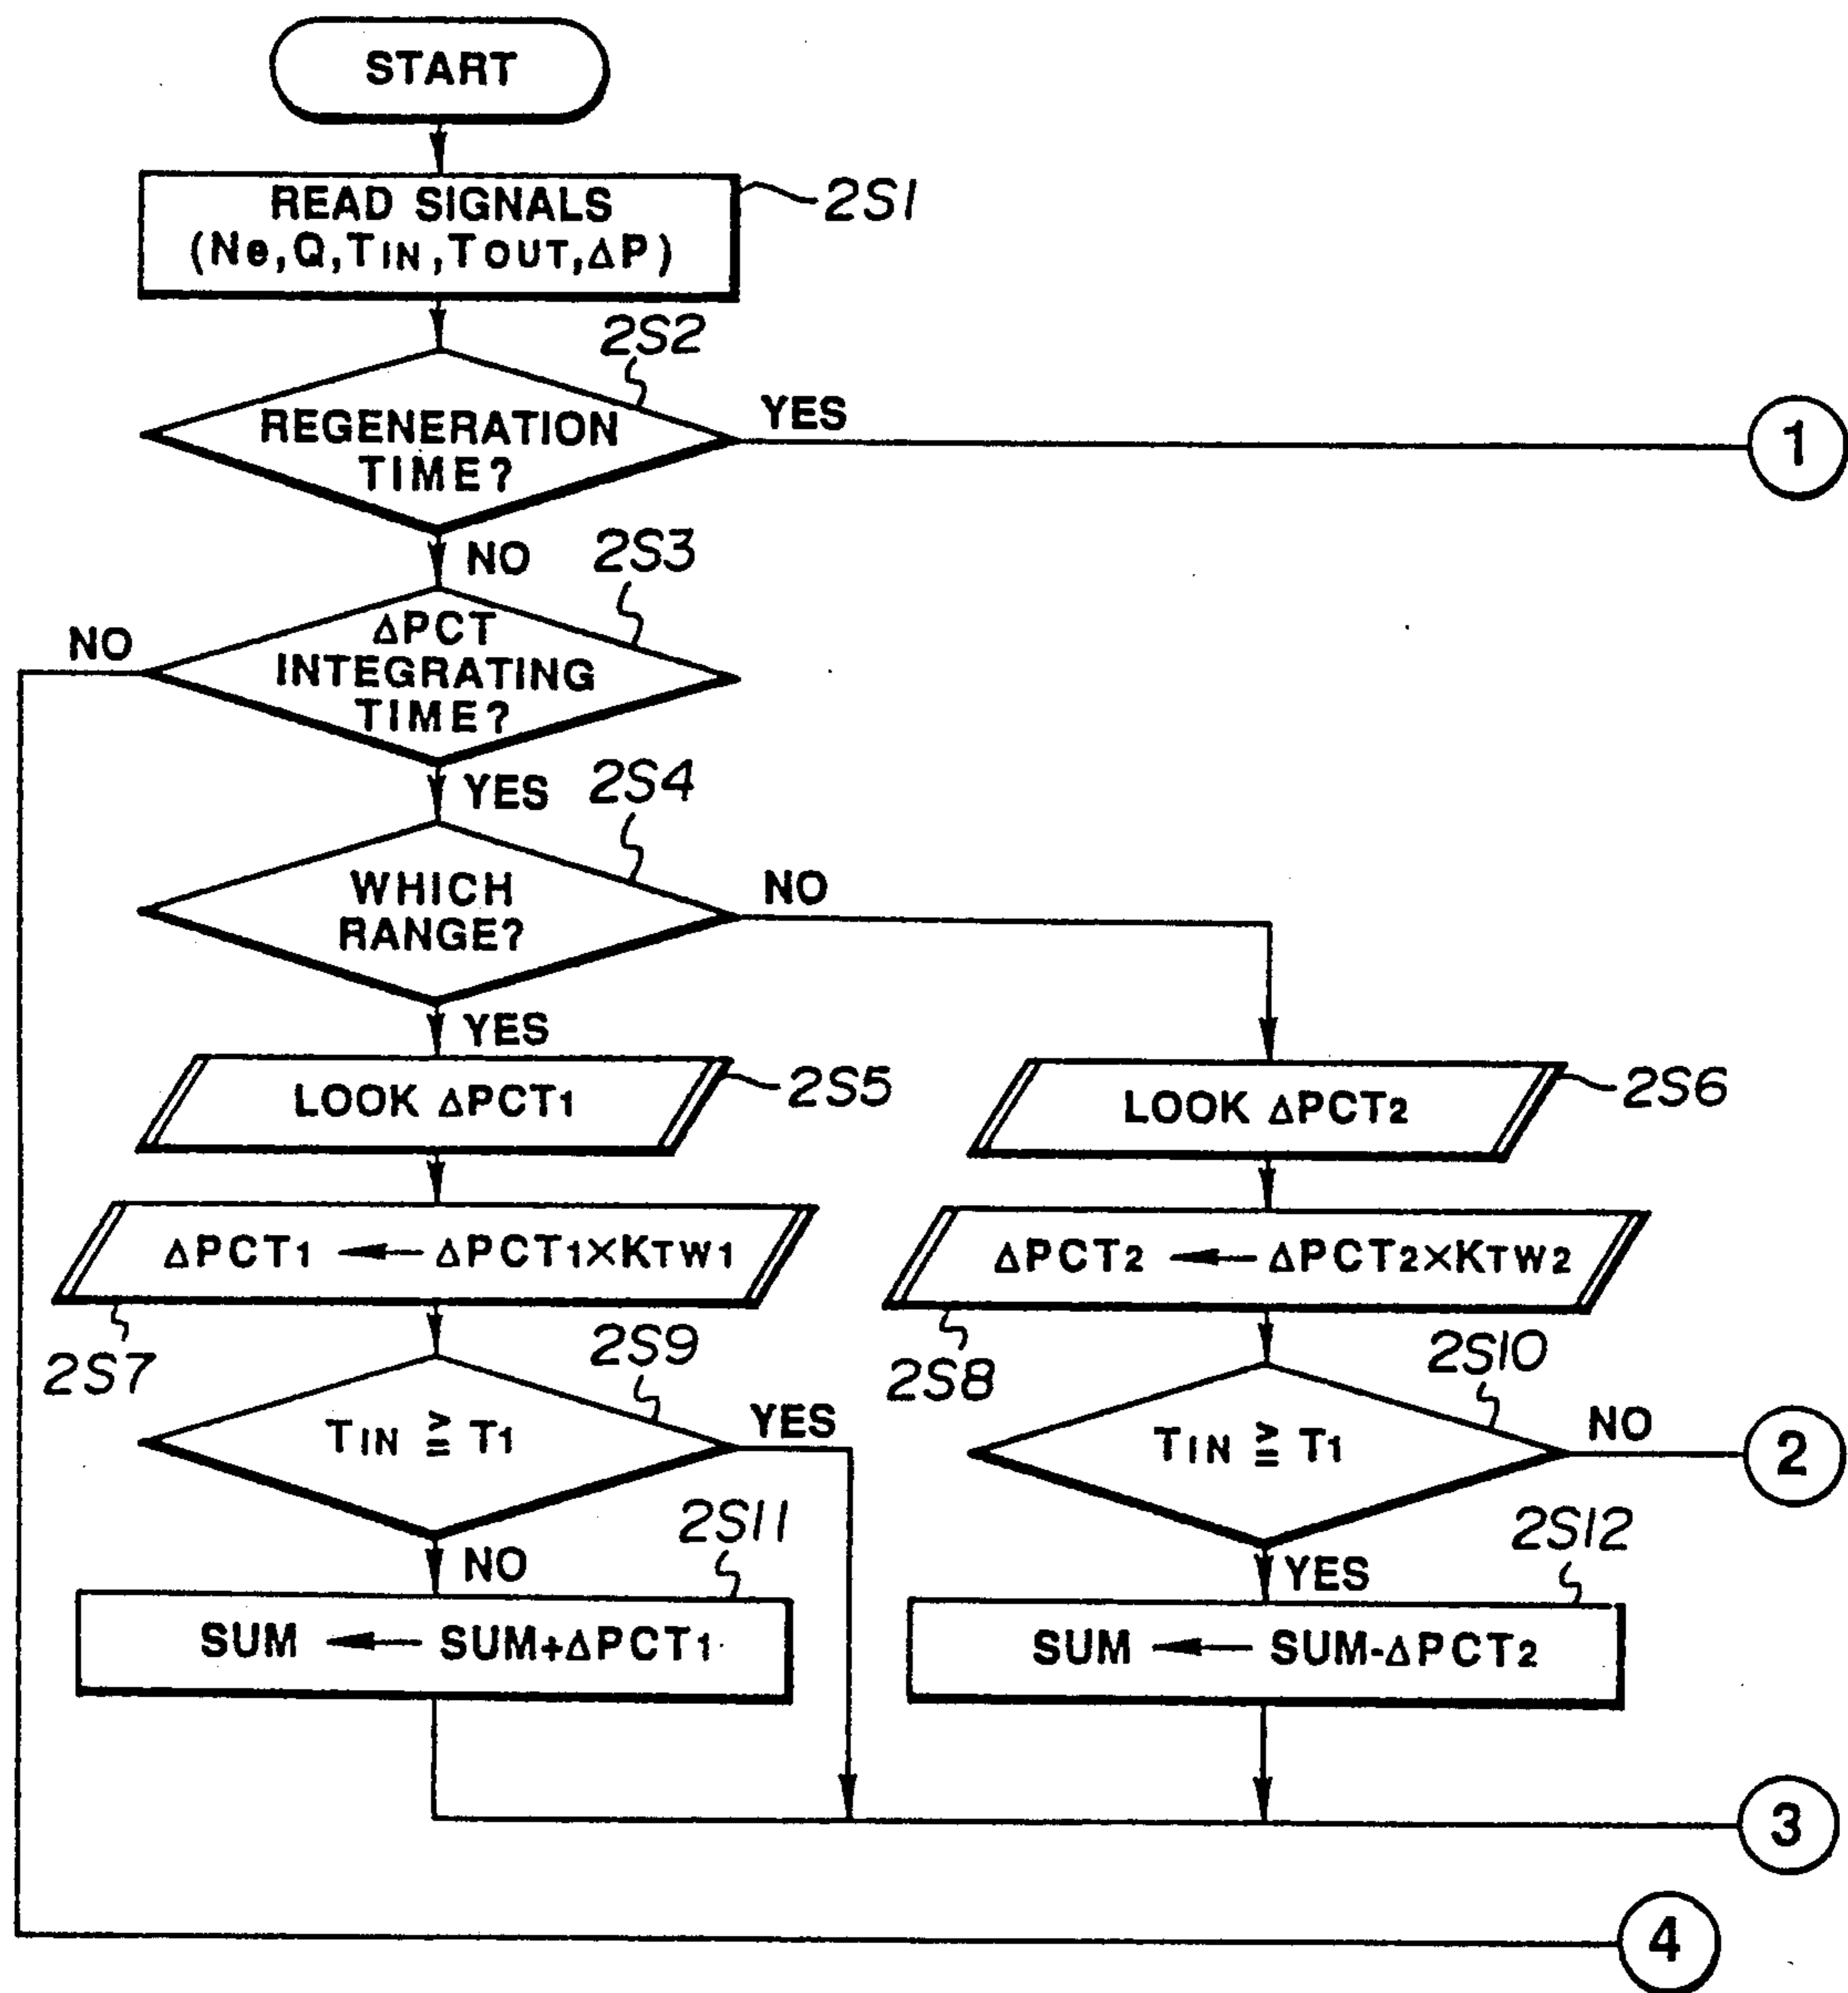 START
READ SIGNALS
(Ne,Q,TIN,TOUT,ΔP)
2S1
2S2
REGENERATION
TIME?
YES
1
NO
2S3
ΔPCT
INTEGRATING
TIME?
NO
YES
2S4
WHICH
RANGE?
NO
YES
LOOK ΔPCT1
2S5
LOOK ΔPCT2
2S6
ΔPCT1 ← ΔPCT1×KTW1
2S7
ΔPCT2 ← ΔPCT2×KTW2
2S8
2S9
TIN ≧ T1
YES
2S10
TIN ≧ T1
NO
2
NO
2S11
SUM ← SUM+ΔPCT1
YES
2S12
SUM ← SUM-ΔPCT2
3
4